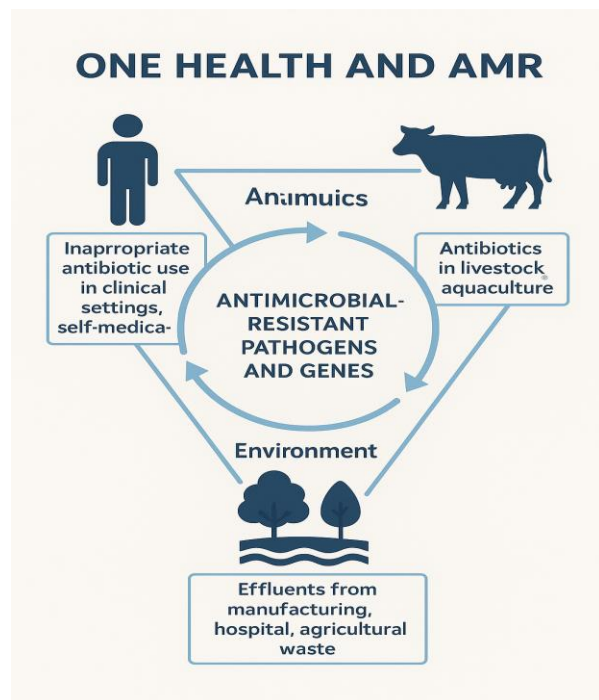 ONE HEALTH AND AMR
Inaprropriate
antibiotic use
in clinical
settings,
self-medica-
Antibiotics
in livestock
aquaculture
ANTIMICROBIAL-
RESISTANT
PATHOGENS
AND GENES
Environment
Effluents from
manufacturing,
hospital, agricultural
waste